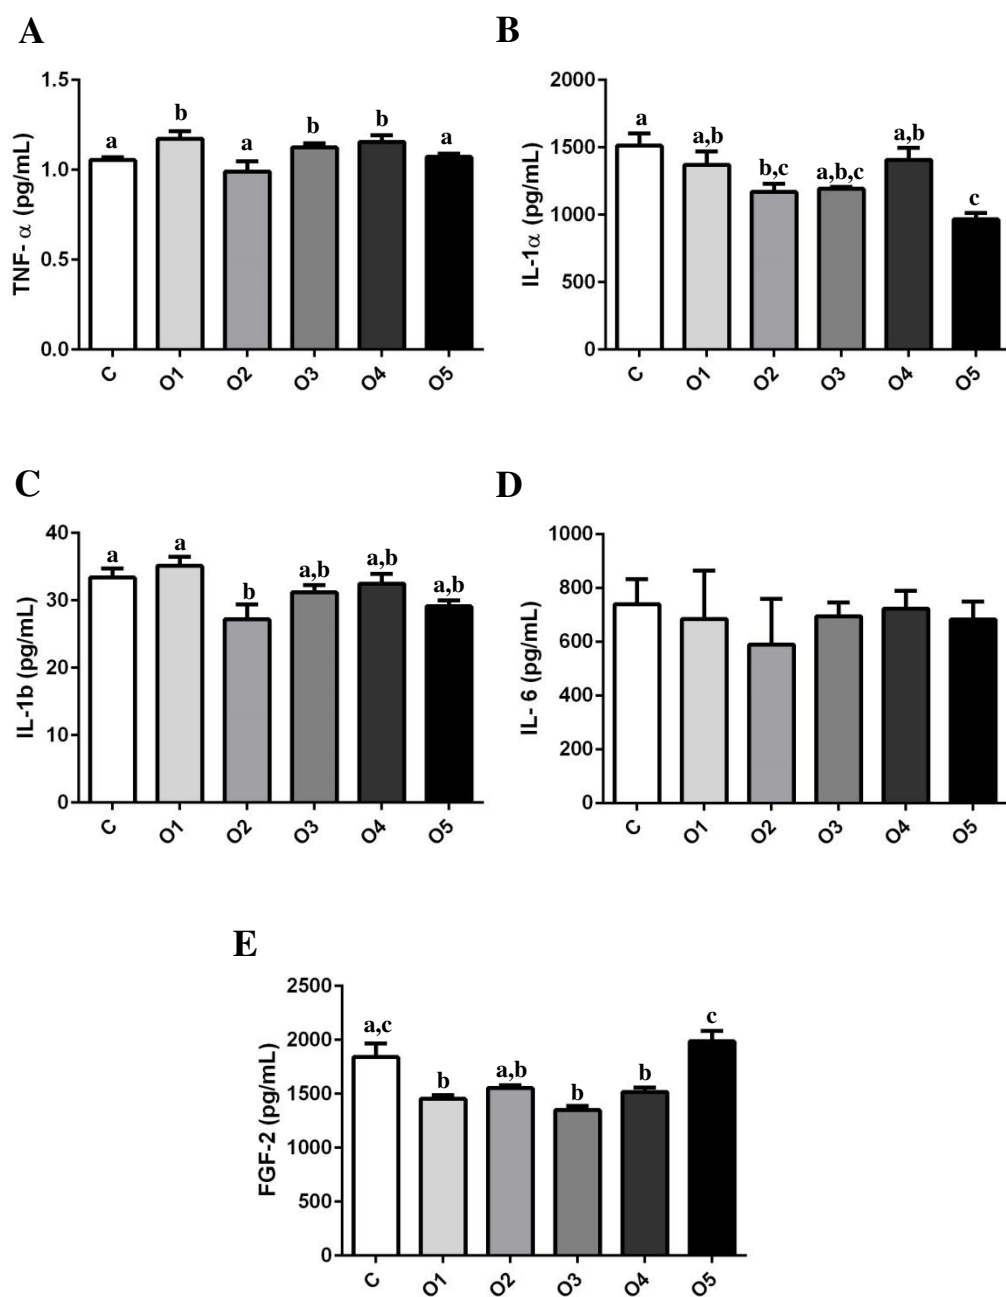 A
TNF- α (pg/mL)
1.5
1.0
0.5
0.0
a
b
a
b
b
a
C
O1
O2
O3
O4
O5
B
IL-1α (pg/mL)
2000
1500
1000
500
0
a
a,b
b,c
a,b,c
a,b
c
C
O1
O2
O3
O4
O5
C
IL-1b (pg/mL)
40
30
20
10
0
a
a
b
a,b
a,b
a,b
C
O1
O2
O3
O4
O5
D
IL- 6 (pg/mL)
1000
800
600
400
200
0
C
O1
O2
O3
O4
O5
E
FGF-2 (pg/mL)
2500
2000
1500
1000
500
0
a,c
b
a,b
b
b
c
C
O1
O2
O3
O4
O5